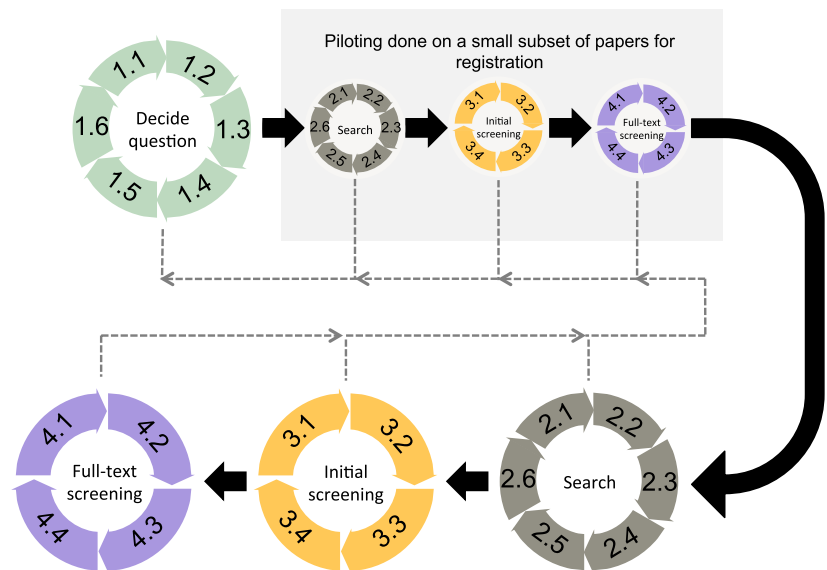 Piloting done on a small subset of papers for
registration
1.1
1.2
1.3
1.4
1.5
1.6
Decide
question
2.1
2.2
2.3
2.4
2.5
2.6
Search
3.1
3.2
3.3
3.4
Initial
screening
4.1
4.2
4.3
4.4
Full-text
screening
4.1
4.2
4.3
4.4
Full-text
screening
3.1
3.2
3.3
3.4
Initial
screening
2.1
2.2
2.3
2.4
2.5
2.6
Search